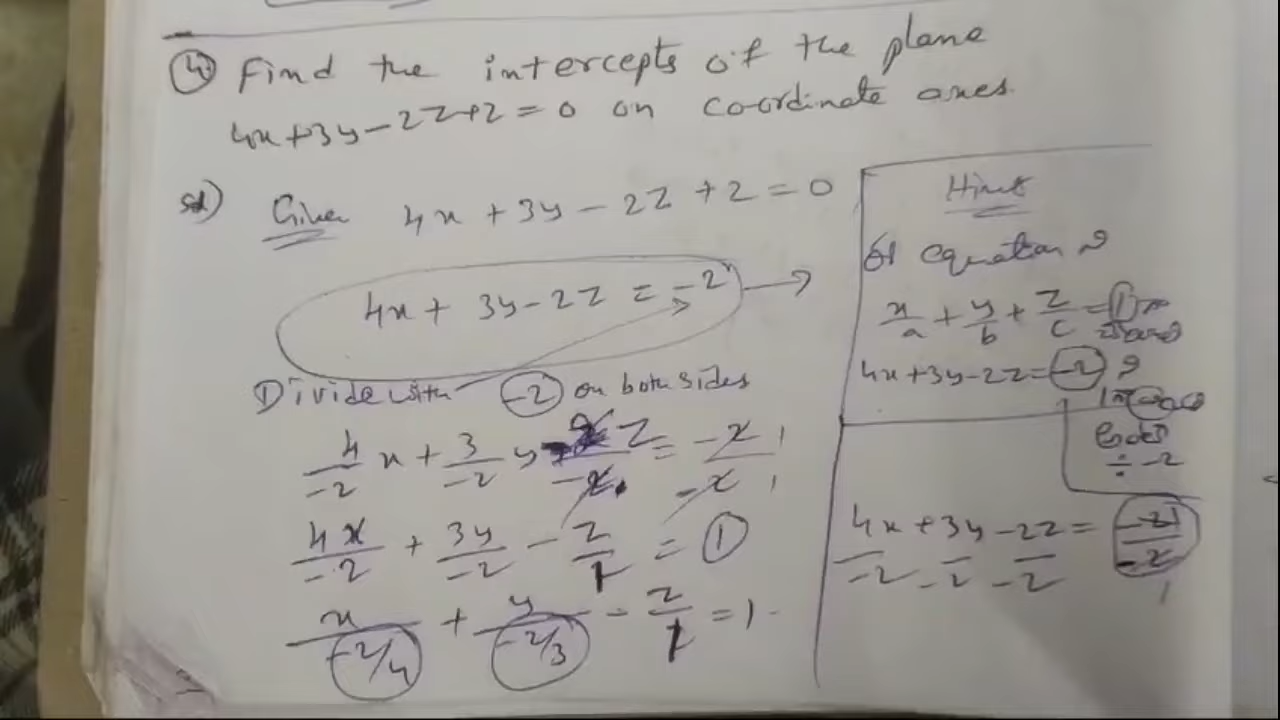 ④ Find the intercepts of the plane
4x+3y-2z+2=0 on coordinate axes.
Sol) Given 4x + 3y - 2z + 2 = 0
4x + 3y - 2z = -2 →
Divide with -2 on both sides
4/-2 x + 3/-2 y - 2z/-2 = -2/-2
4x/-2 + 3y/-2 - z/1 = 1
x/-2/4 + y/-2/3 - z/1 = 1
Hint
equation
x/a + y/b + z/c = 1
4x+3y-2z = -2
÷ -2
4x/-2 + 3y/-2 - 2z/-2 = -2/-2 1